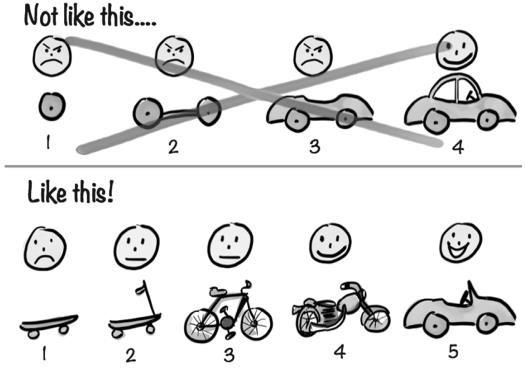 Not like this....
1 2 3 4
Like this!
1 2 3 4 5